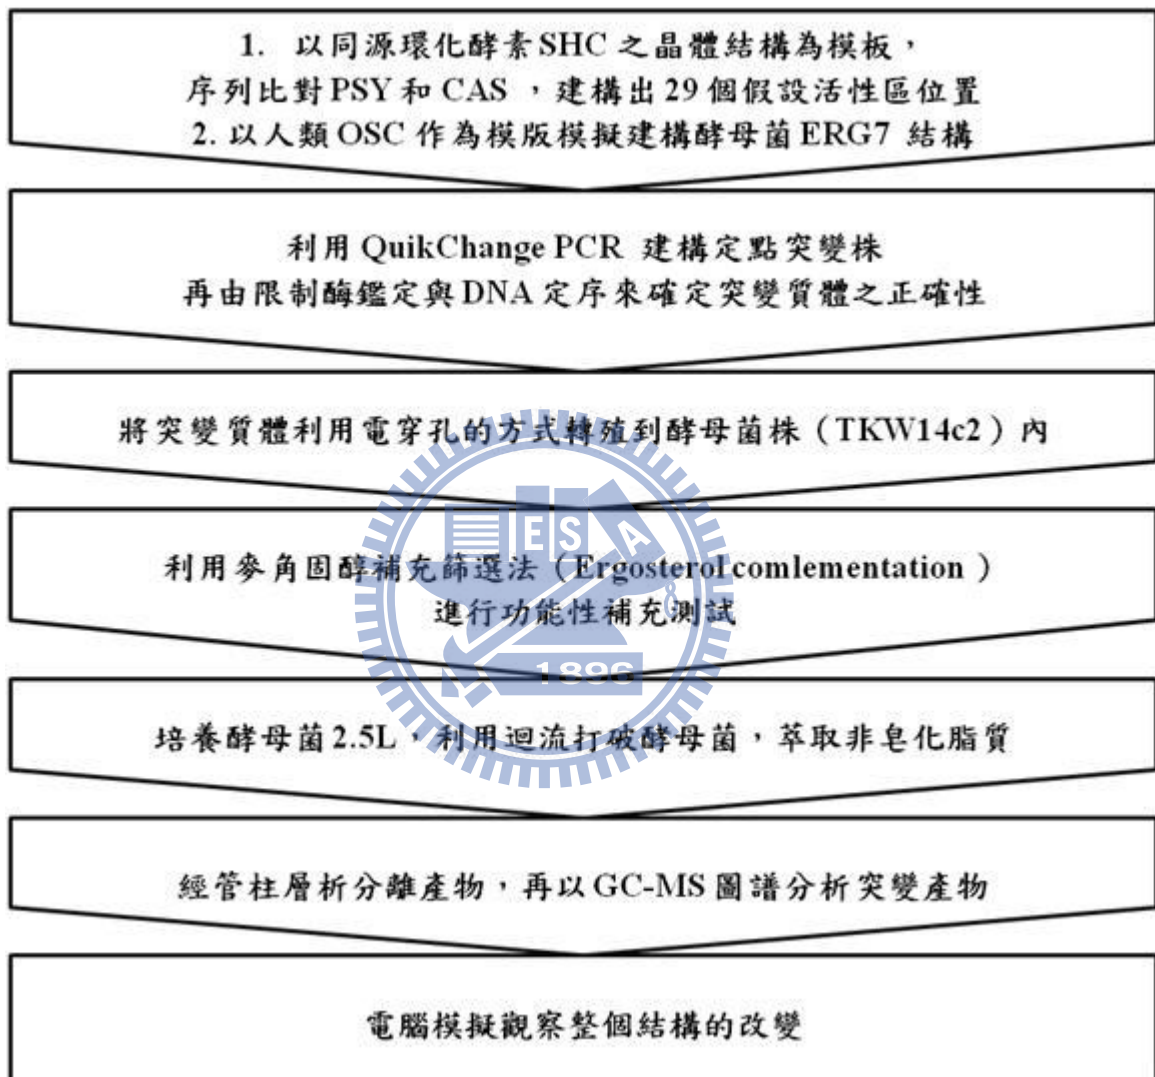 1. 以同源環化酵素SHC之晶體結構為模板，
序列比對PSY和CAS，建構出29個假設活性區位置
2. 以人類OSC作為模版模擬建構酵母菌ERG7 結構
利用 QuikChange PCR 建構定點突變株
再由限制酶鑑定與DNA定序來確定突變質體之正確性
將突變質體利用電穿孔的方式轉殖到酵母菌株（TKW14c2）內
利用麥角固醇補充篩選法（Ergosterol comlementation）
進行功能性補充測試
培養酵母菌2.5L，利用迴流打破酵母菌，萃取非皂化脂質
經管柱層析分離產物，再以GC-MS圖譜分析突變產物
電腦模擬觀察整個結構的改變
ESA
1896